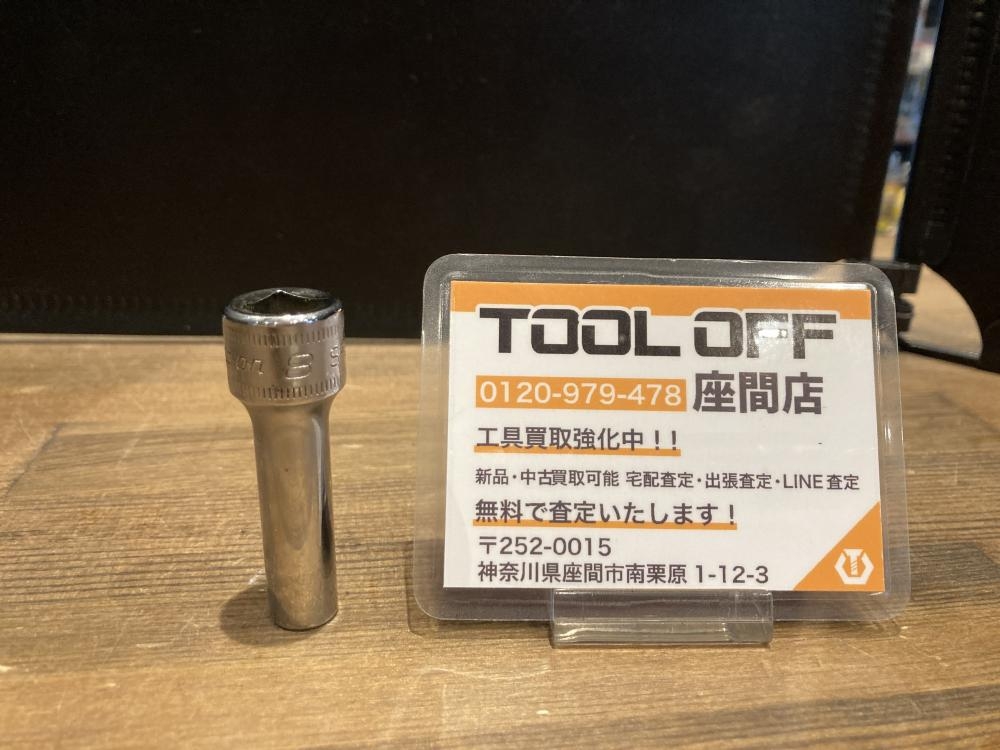 8
TOOL OFF
0120-979-478 座間店
工具買取強化中！！
新品・中古買取可能 宅配査定・出張査定・LINE査定
無料で査定いたします！
〒252-0015
神奈川県座間市南栗原 1-12-3